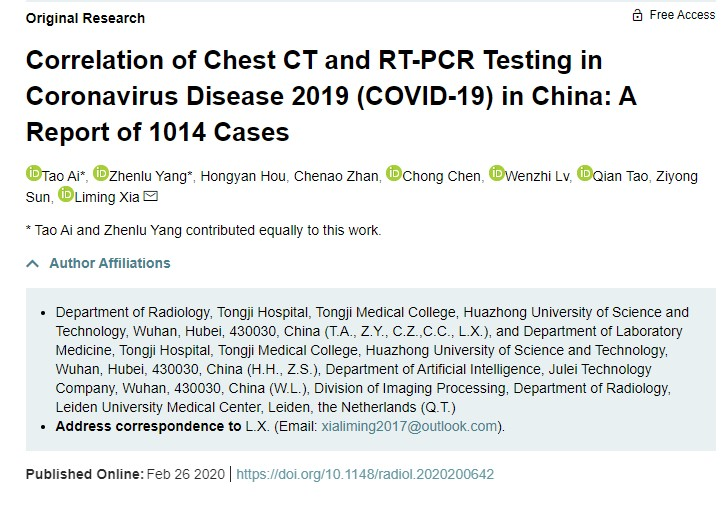 Original Research
Free Access
Correlation of Chest CT and RT-PCR Testing in
Coronavirus Disease 2019 (COVID-19) in China: A
Report of 1014 Cases
iD Tao Ai*, iD Zhenlu Yang*, Hongyan Hou, Chenao Zhan, iD Chong Chen, iD Wenzhi Lv, iD Qian Tao, Ziyong
Sun, iD Liming Xia
* Tao Ai and Zhenlu Yang contributed equally to this work.
Author Affiliations
• Department of Radiology, Tongji Hospital, Tongji Medical College, Huazhong University of Science and
Technology, Wuhan, Hubei, 430030, China (T.A., Z.Y., C.Z.,C.C., L.X.), and Department of Laboratory
Medicine, Tongji Hospital, Tongji Medical College, Huazhong University of Science and Technology,
Wuhan, Hubei, 430030, China (H.H., Z.S.), Department of Artificial Intelligence, Julei Technology
Company, Wuhan, 430030, China (W.L.), Division of Imaging Processing, Department of Radiology,
Leiden University Medical Center, Leiden, the Netherlands (Q.T.)
• Address correspondence to L.X. (Email: xialiming2017@outlook.com).
Published Online: Feb 26 2020 | https://doi.org/10.1148/radiol.2020200642